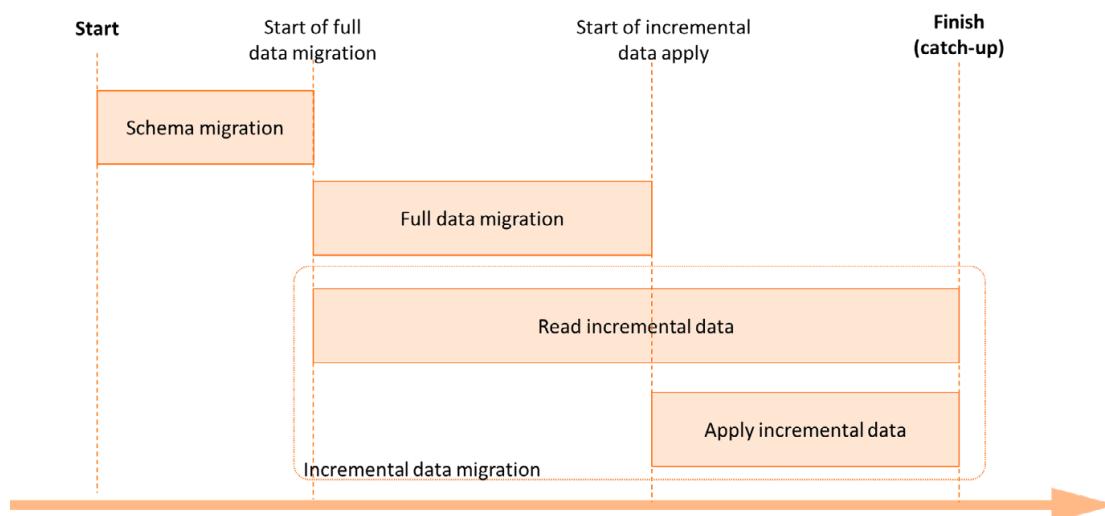 Start
Start of full
data migration
Start of incremental
data apply
Finish
(catch-up)
Schema migration
Full data migration
Read incremental data
Apply incremental data
Incremental data migration